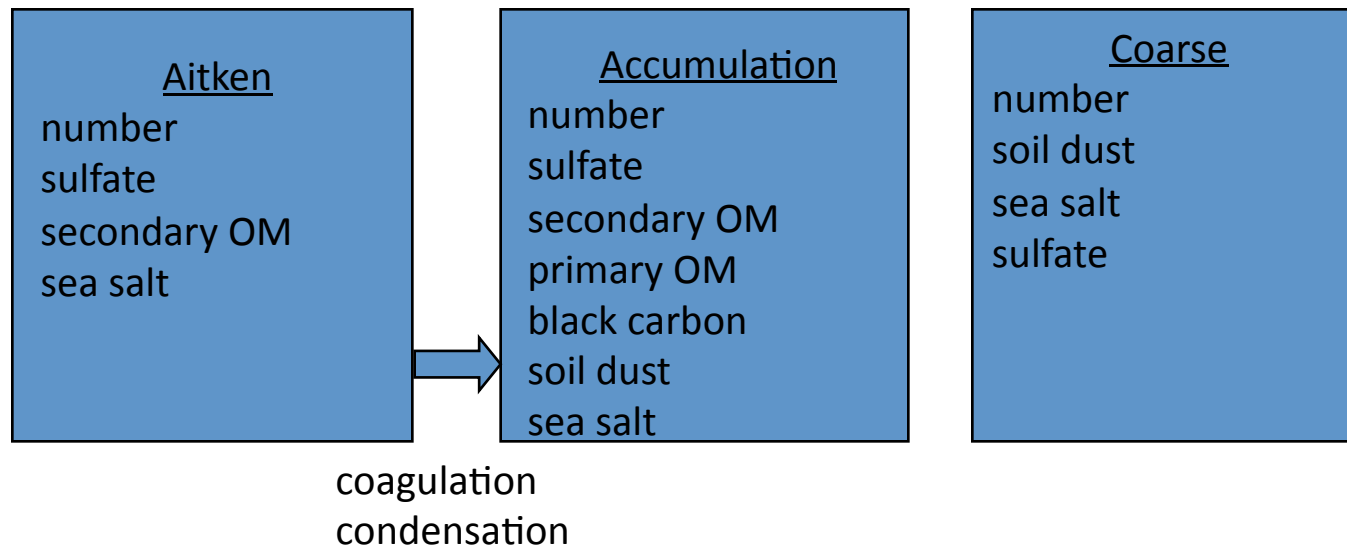 Aitken
number
sulfate
secondary OM
sea salt
Accumulation
number
sulfate
secondary OM
primary OM
black carbon
soil dust
sea salt
Coarse
number
soil dust
sea salt
sulfate
coagulation
condensation